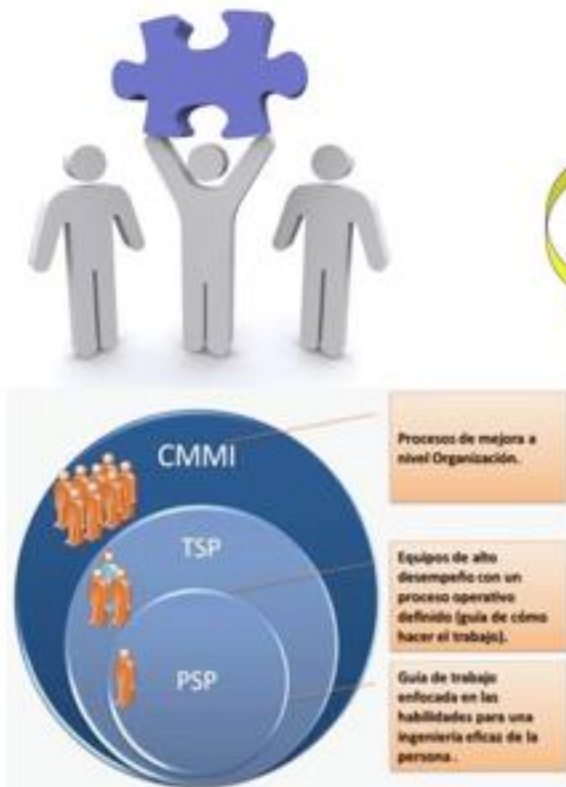 CMMI
Procesos de mejora a
nivel Organización.
TSP
Equipos de alto
desempeño con un
proceso operativo
definido (guía de cómo
hacer el trabajo).
PSP
Guía de trabajo
enfocada en las
habilidades para una
ingeniería eficaz de la
persona .